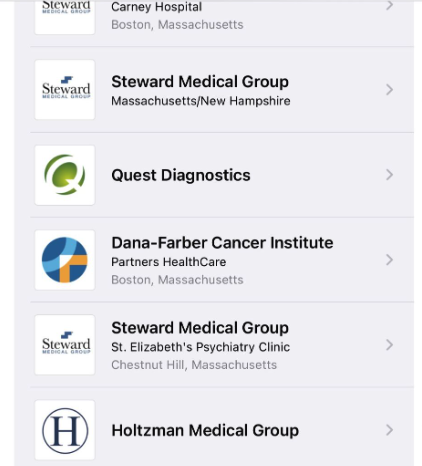 Steward
MEDICAL GROUP
Carney Hospital
Boston, Massachusetts
Steward
MEDICAL GROUP
Steward Medical Group
Massachusetts/New Hampshire
Quest Diagnostics
Dana-Farber Cancer Institute
Partners HealthCare
Boston, Massachusetts
Steward
MEDICAL GROUP
Steward Medical Group
St. Elizabeth's Psychiatry Clinic
Chestnut Hill, Massachusetts
H
Holtzman Medical Group